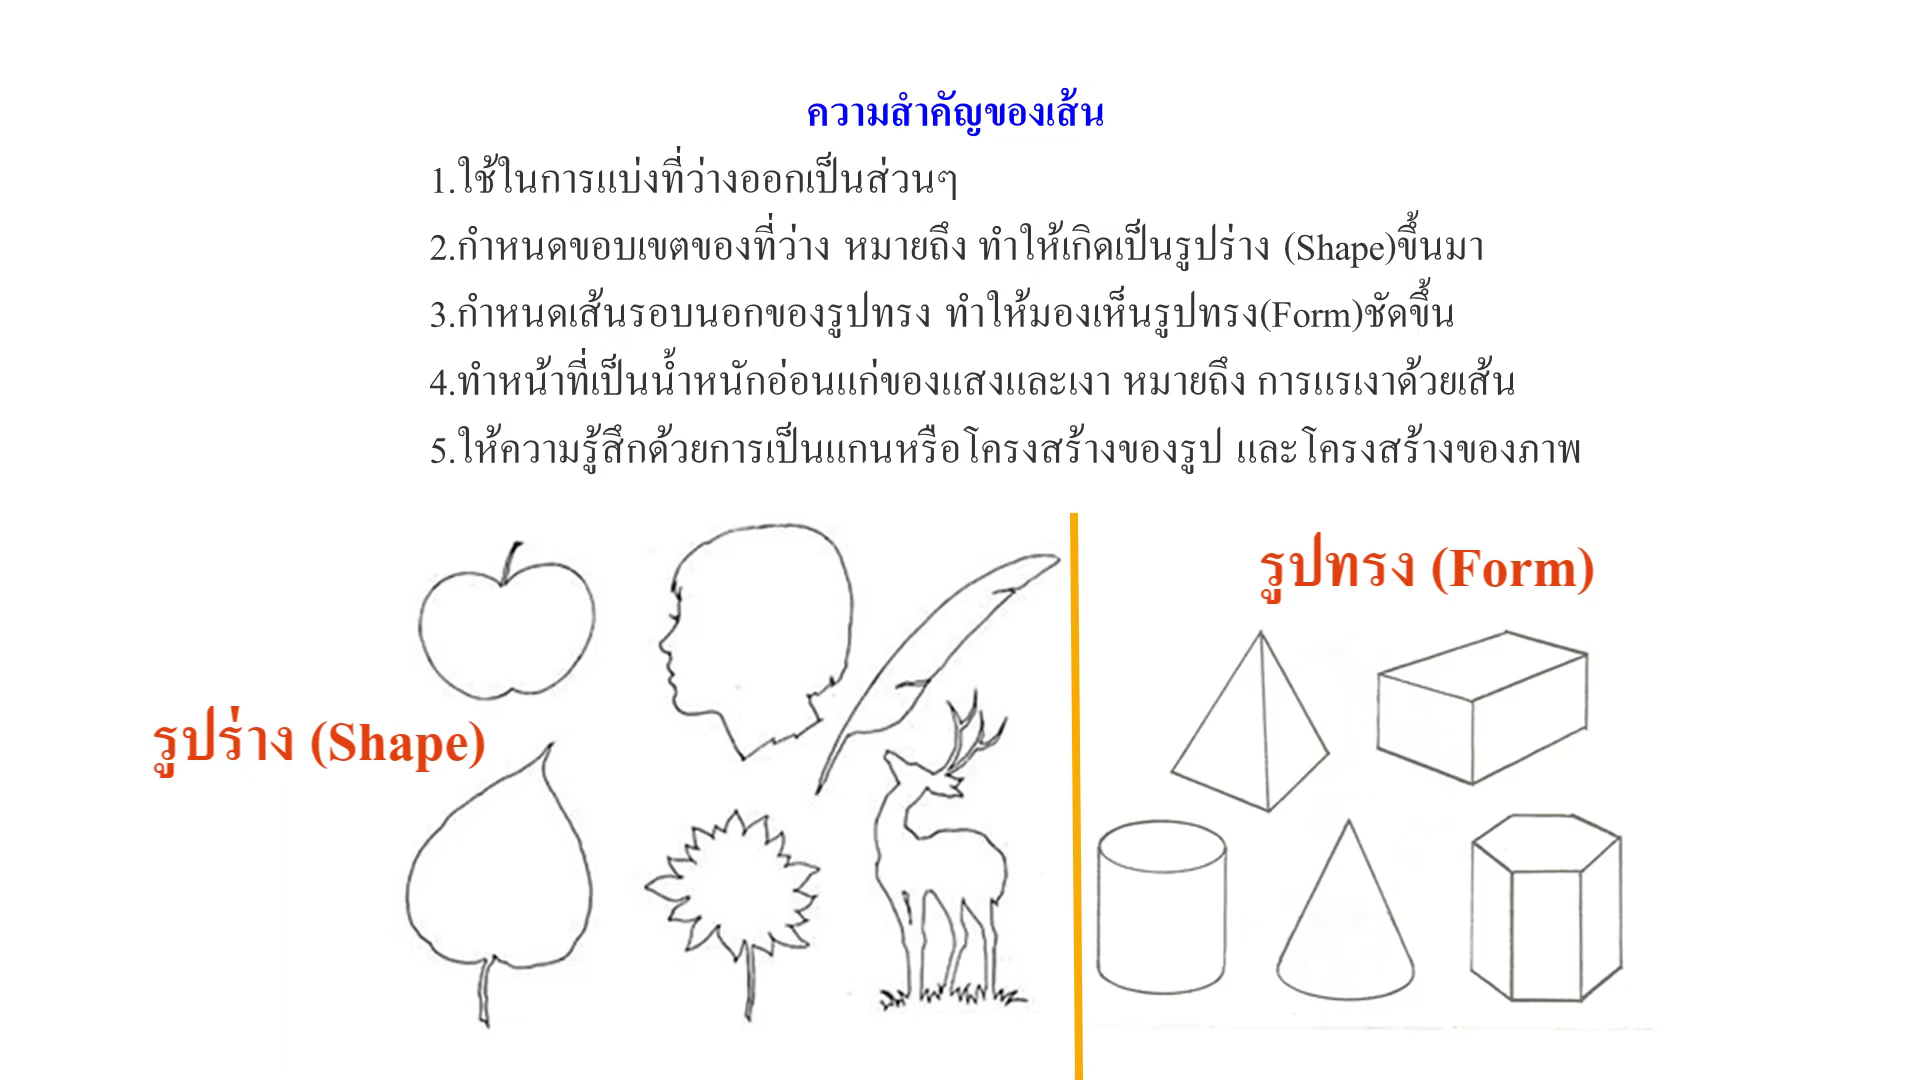 ความสำคัญของเส้น
1.ใช้ในการแบ่งที่ว่างออกเป็นส่วนๆ
2.กำหนดขอบเขตของที่ว่าง หมายถึง ทำให้เกิดเป็นรูปร่าง (Shape)ขึ้นมา
3.กำหนดเส้นรอบนอกของรูปทรง ทำให้มองเห็นรูปทรง(Form)ชัดขึ้น
4.ทำหน้าที่เป็นน้ำหนักอ่อนแก่ของแสงและเงา หมายถึง การแรเงาด้วยเส้น
5.ให้ความรู้สึกด้วยการเป็นแกนหรือโครงสร้างของรูป และโครงสร้างของภาพ
รูปทรง (Form)
รูปร่าง (Shape)